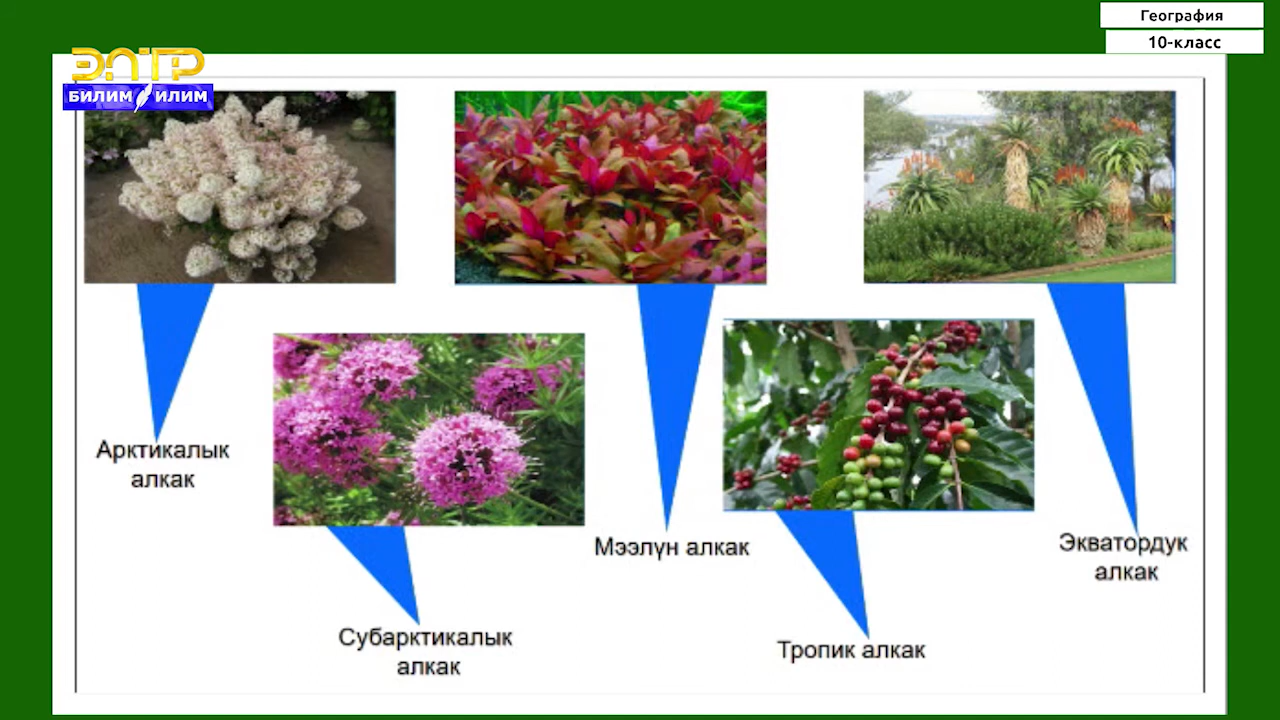 География
10-класс
ЭЛТР
БИЛИМ ИЛИМ
Арктикалык
алкак
Мээлүн алкак
Экватордук
алкак
Субарктикалык
алкак
Тропик алкак